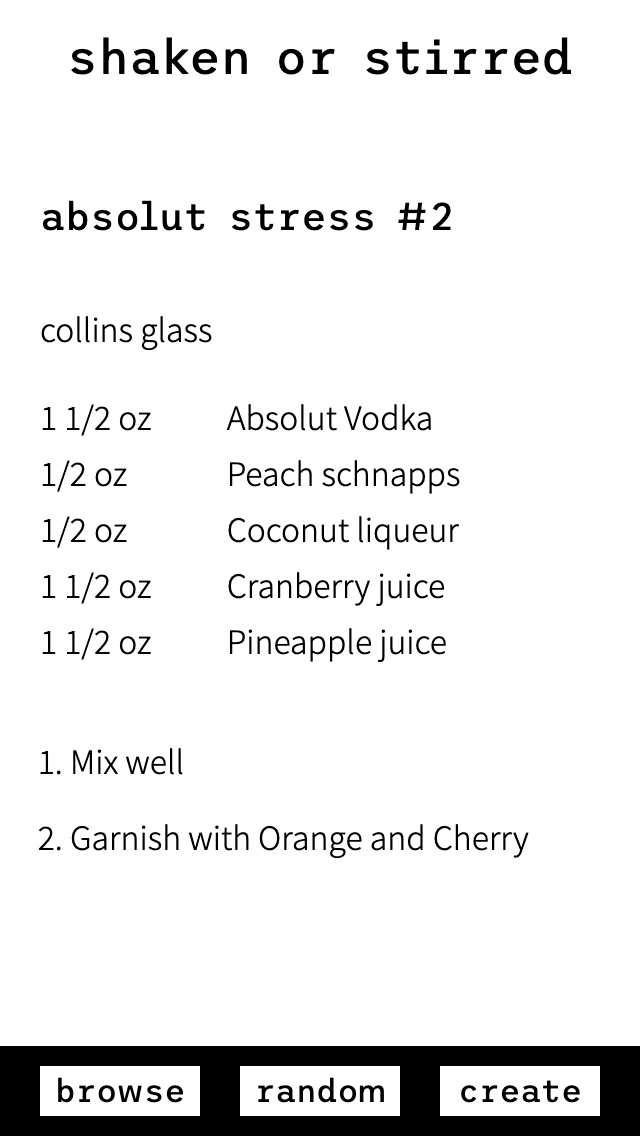 shaken or stirred
absolut stress #2
collins glass
1 1/2 oz Absolut Vodka
1/2 oz Peach schnapps
1/2 oz Coconut liqueur
1 1/2 oz Cranberry juice
1 1/2 oz Pineapple juice
1. Mix well
2. Garnish with Orange and Cherry
browse random create